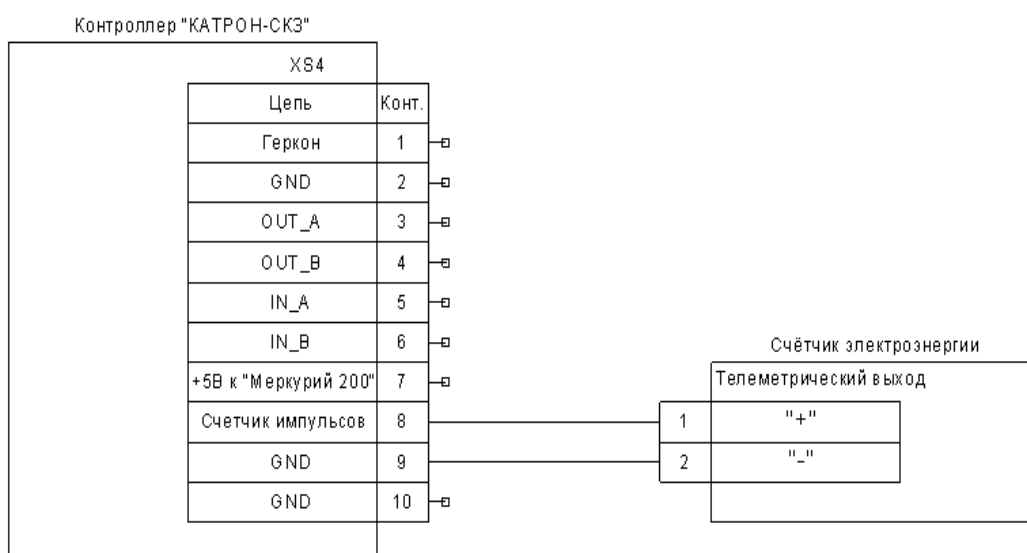 Контроллер "КАТРОН-СКЗ"
XS4
Цепь Конт.
Геркон 1
GND 2
OUT_A 3
OUT_B 4
IN_A 5
IN_B 6
+5В к "Меркурий 200" 7
Счетчик импульсов 8
GND 9
GND 10
Счётчик электроэнергии
Телеметрический выход
1 "+"
2 "-"